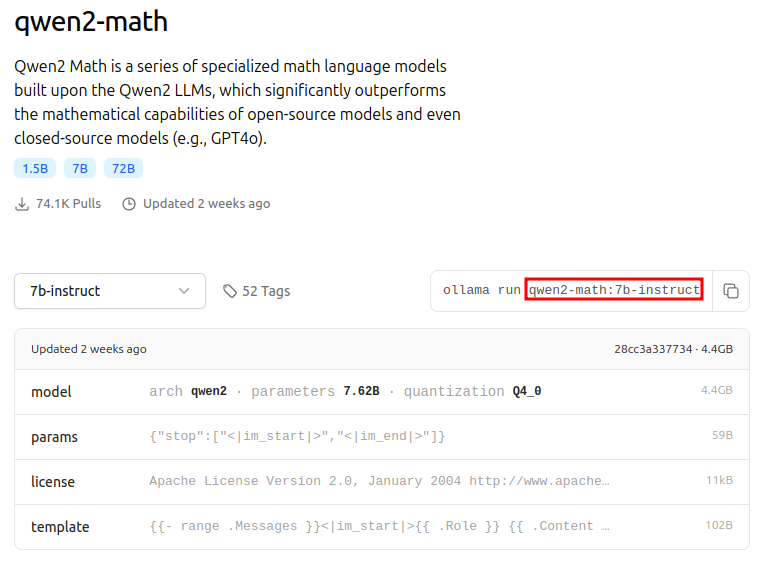 qwen2-math
Qwen2 Math is a series of specialized math language models
built upon the Qwen2 LLMs, which significantly outperforms
the mathematical capabilities of open-source models and even
closed-source models (e.g., GPT4o).
1.5B 7B 72B
74.1K Pulls Updated 2 weeks ago
7b-instruct 52 Tags ollama run qwen2-math:7b-instruct
Updated 2 weeks ago 28cc3a337734 · 4.4GB
model arch qwen2 · parameters 7.62B · quantization Q4_0 4.4GB
params {"stop":["<|im_start|>","<|im_end|>"]} 59B
license Apache License Version 2.0, January 2004 http://www.apache… 11kB
template {{- range .Messages }}<|im_start|>{{ .Role }} {{ .Content … 102B